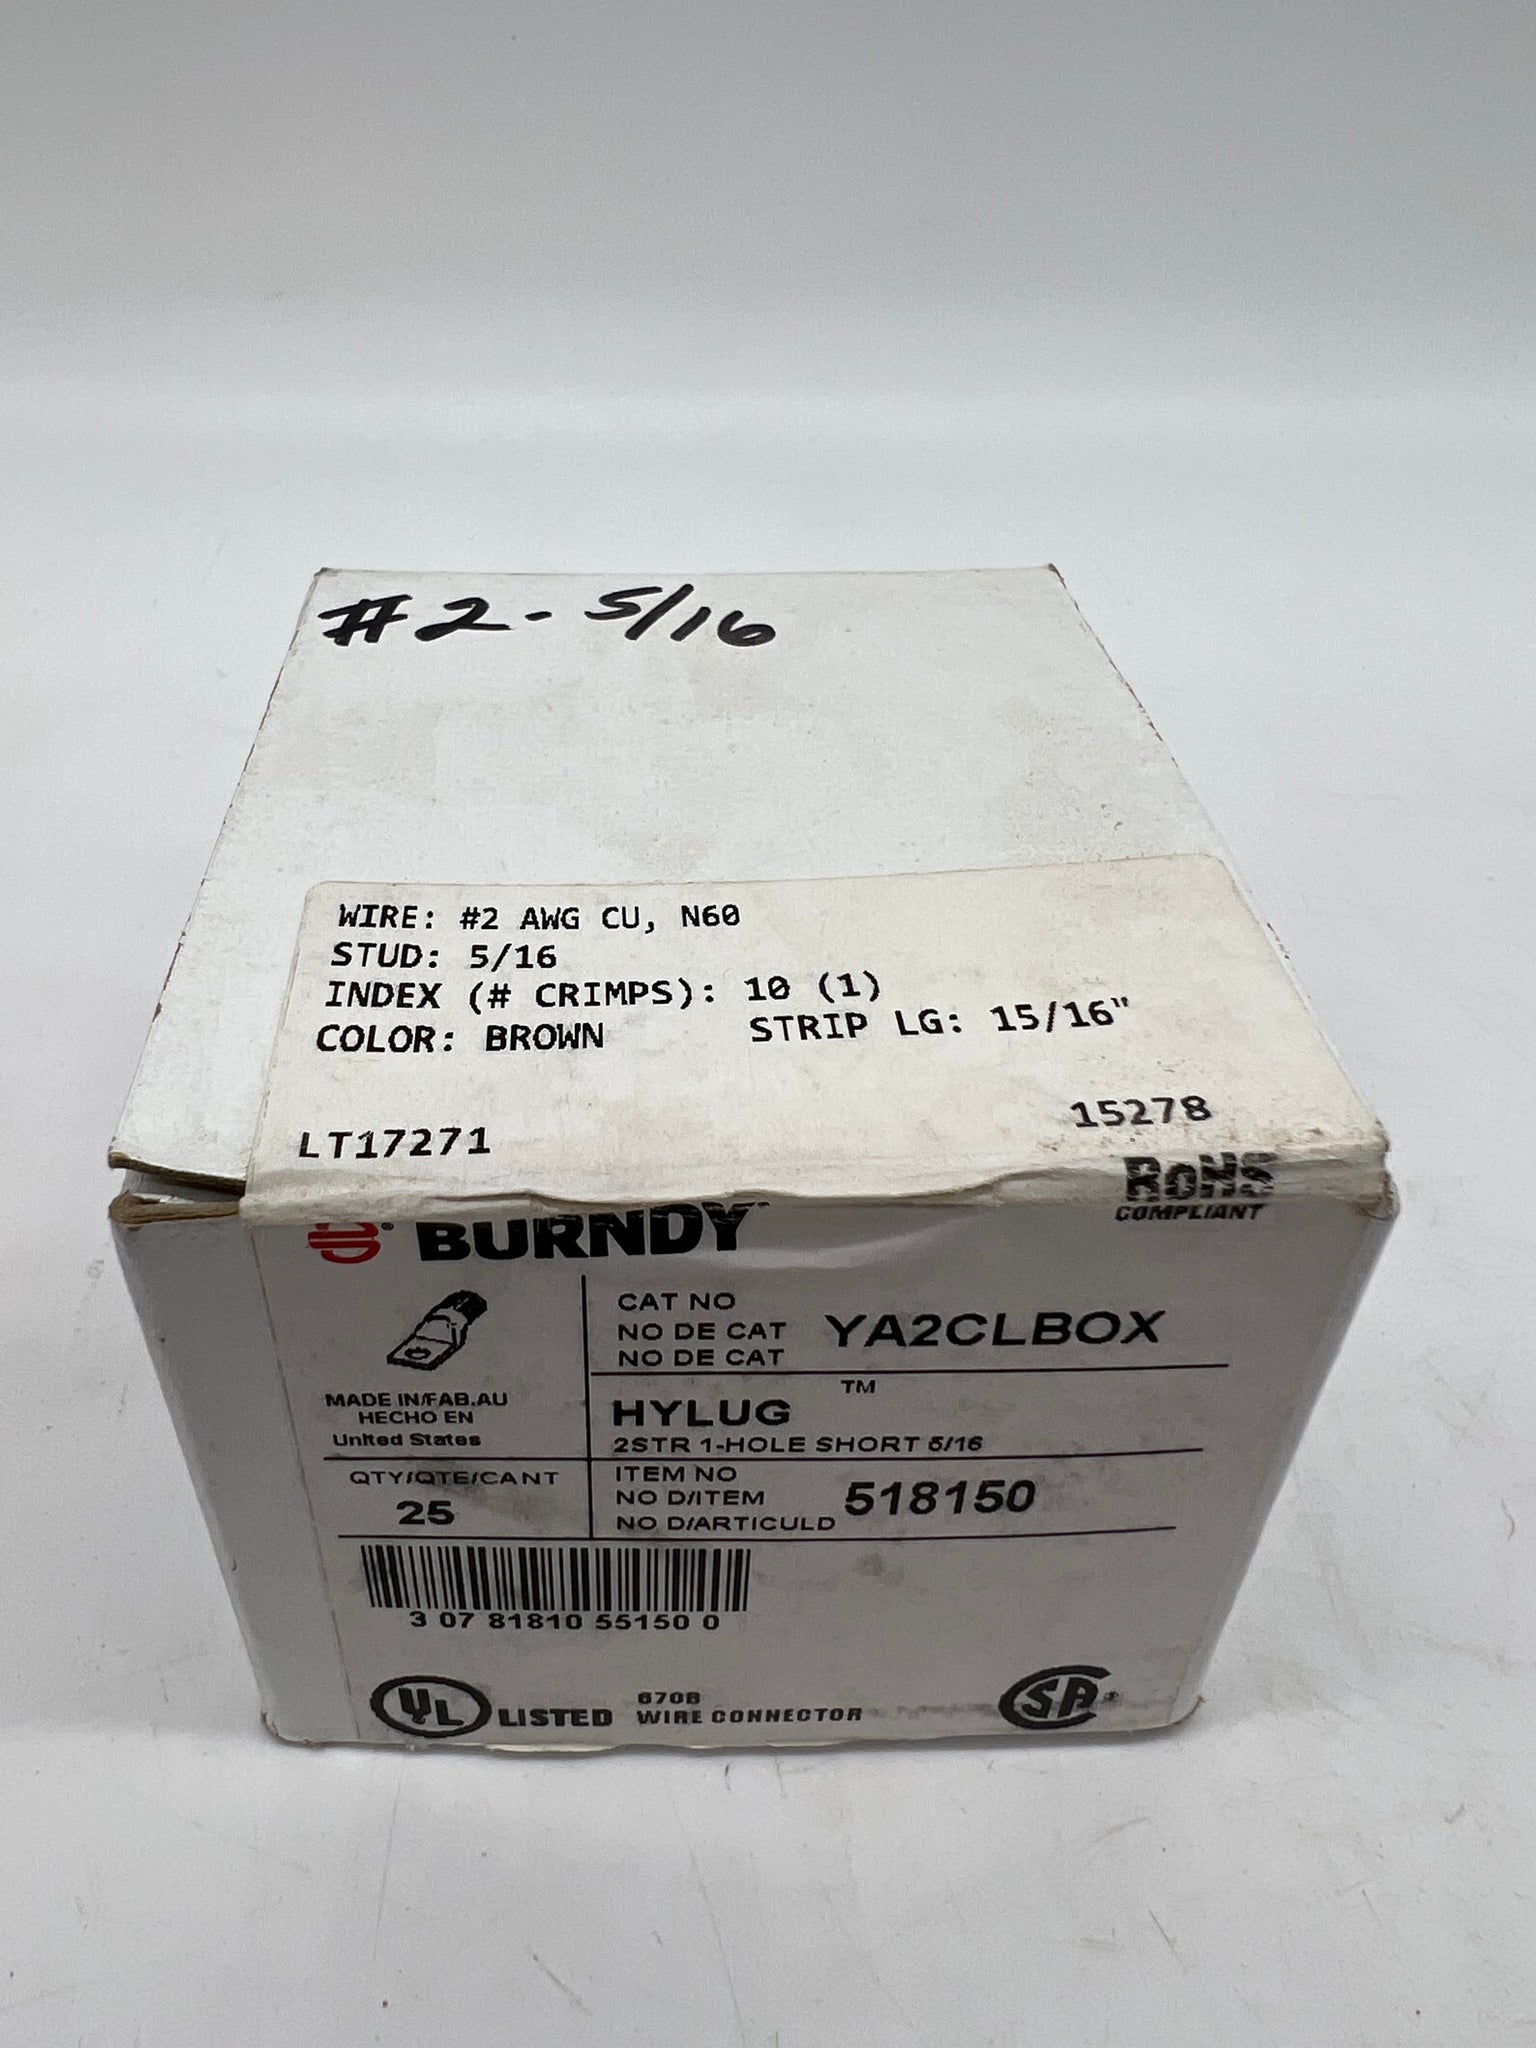 #2 - 5/16
WIRE: #2 AWG CU, N60
STUD: 5/16
INDEX (# CRIMPS): 10 (1)
COLOR: BROWN STRIP LG: 15/16"
LT17271 15278
RoHS
COMPLIANT
® BURNDY
CAT NO
NO DE CAT YA2CLBOX
NO DE CAT
MADE IN/FAB.AU
HECHO EN
United States
HYLUG ™
2STR 1-HOLE SHORT 5/16
QTY/QTE/CANT
25
ITEM NO
NO D/ITEM 518150
NO D/ARTICULD
3 07 81810 55150 0
UL LISTED 670B
WIRE CONNECTOR
CSA ®